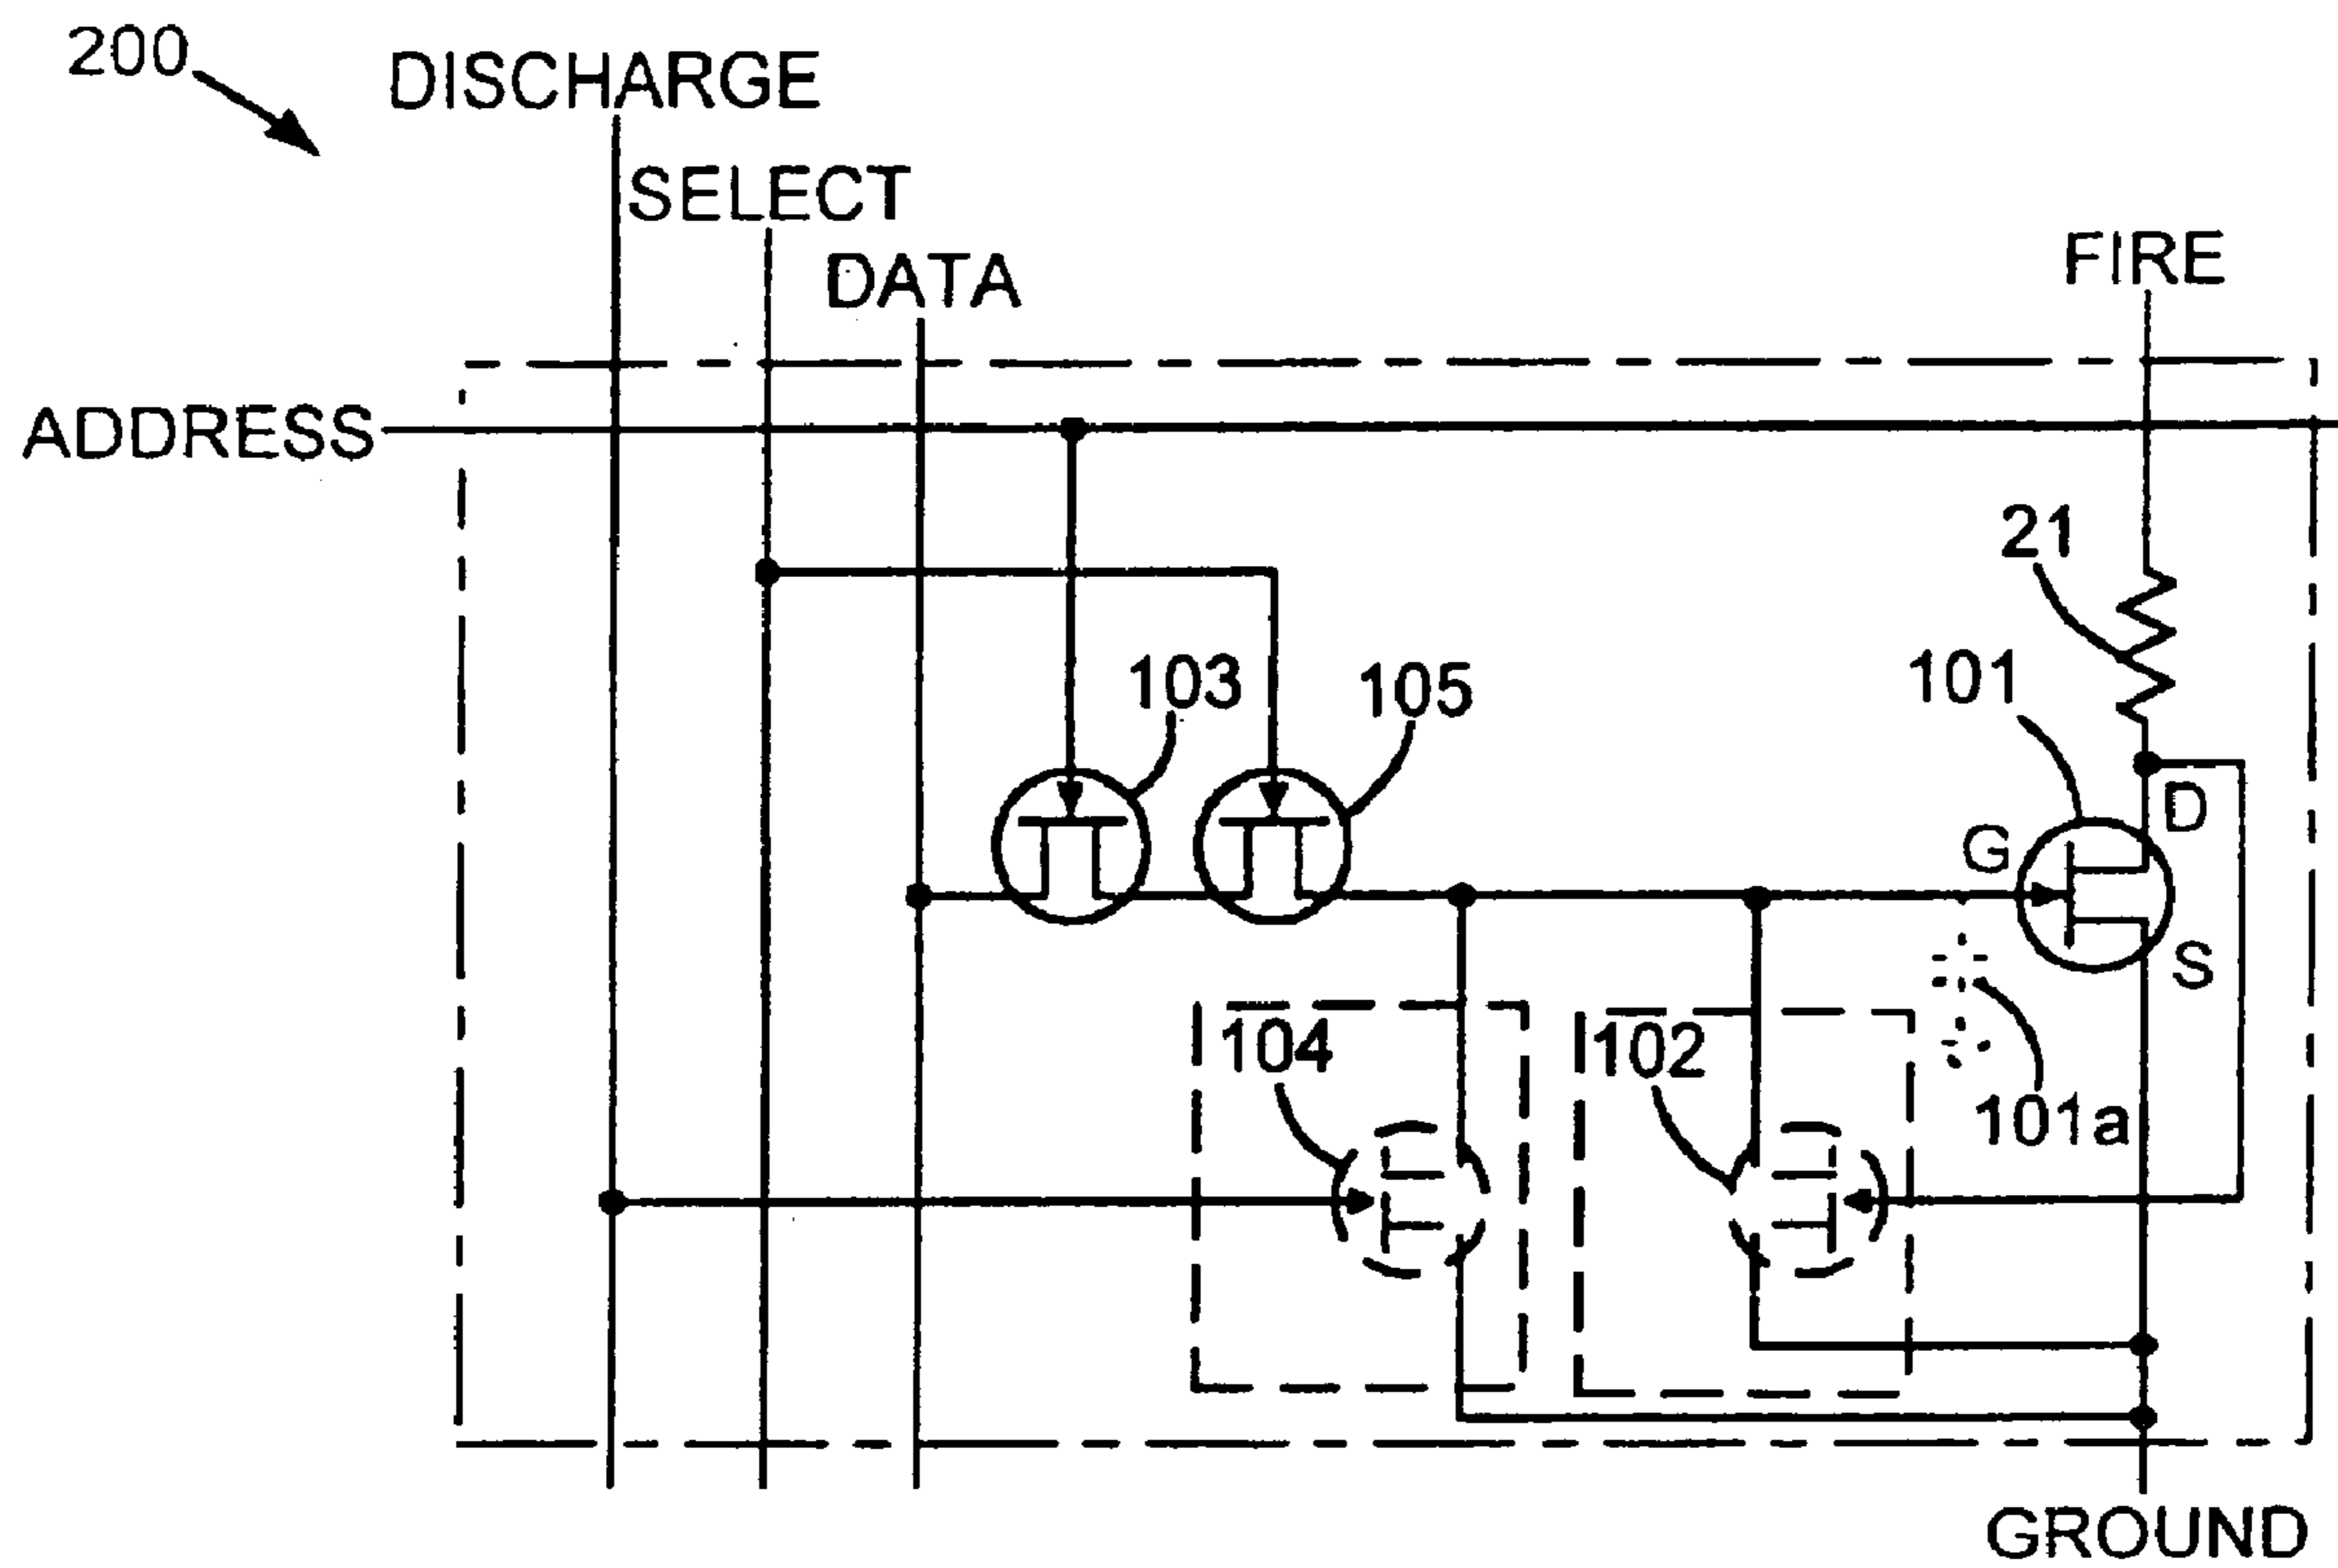 200
DISCHARGE
SELECT
DATA
FIRE
ADDRESS
21
103
105
101
D
G
S
104
102
101a
GROUND